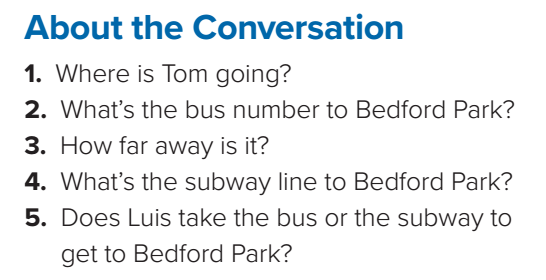 About the Conversation
1. Where is Tom going?
2. What's the bus number to Bedford Park?
3. How far away is it?
4. What's the subway line to Bedford Park?
5. Does Luis take the bus or the subway to
get to Bedford Park?